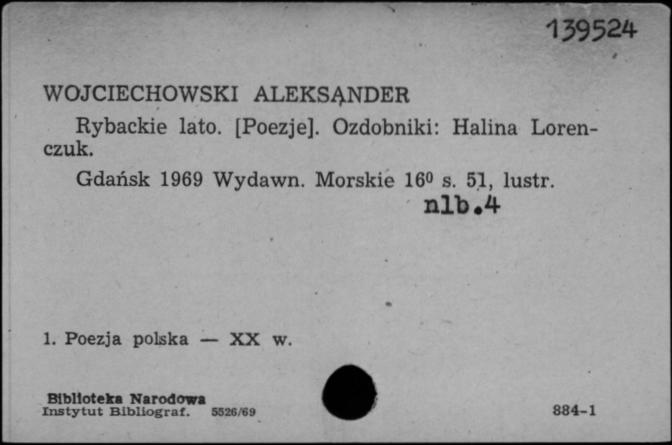 139524
WOJCIECHOWSKI ALEKSANDER
Rybackie lato. [Poezje]. Ozdobniki: Halina Loren-
czuk.
Gdańsk 1969 Wydawn. Morskie 16⁰ s. 51, lustr.
nlb.4
1. Poezja polska — XX w.
Biblioteka Narodowa
Instytut Bibliograf. 5526/69
884-1